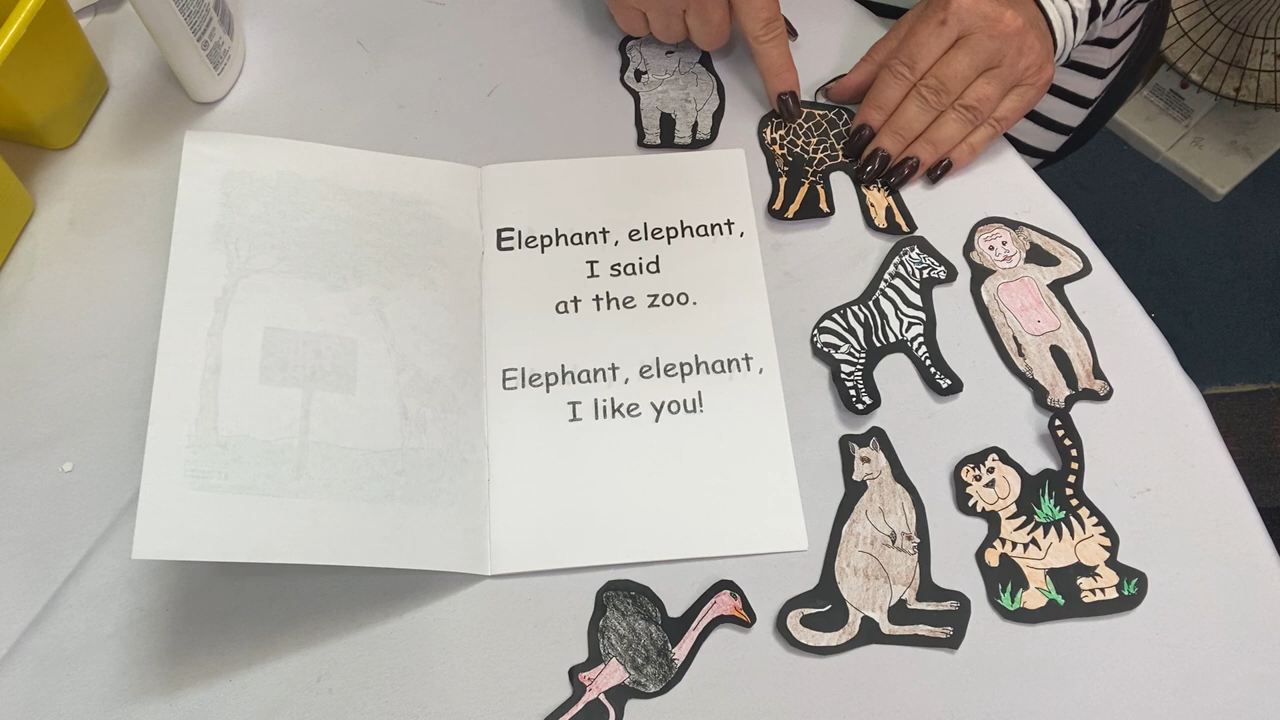 Elephant, elephant,
I said
at the zoo.
Elephant, elephant,
I like you!